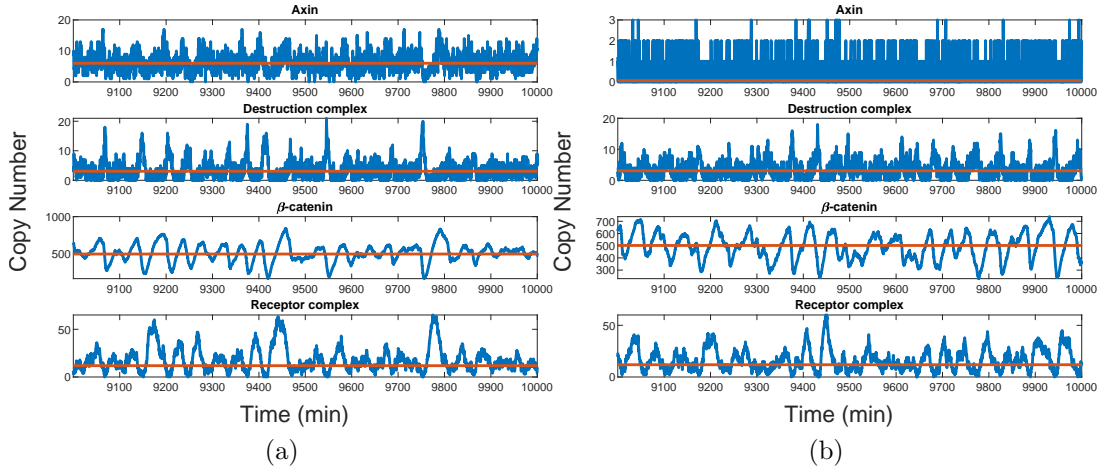 Axin
20
10
0
9100 9200 9300 9400 9500 9600 9700 9800 9900 10000
Destruction complex
20
10
0
9100 9200 9300 9400 9500 9600 9700 9800 9900 10000
β-catenin
1000
500
9100 9200 9300 9400 9500 9600 9700 9800 9900 10000
Receptor complex
50
0
9100 9200 9300 9400 9500 9600 9700 9800 9900 10000
Copy Number
Time (min)
(a)
Axin
3
2
1
0
9100 9200 9300 9400 9500 9600 9700 9800 9900 10000
Destruction complex
20
10
0
9100 9200 9300 9400 9500 9600 9700 9800 9900 10000
β-catenin
700
600
500
400
300
9100 9200 9300 9400 9500 9600 9700 9800 9900 10000
Receptor complex
50
0
9100 9200 9300 9400 9500 9600 9700 9800 9900 10000
Copy Number
Time (min)
(b)